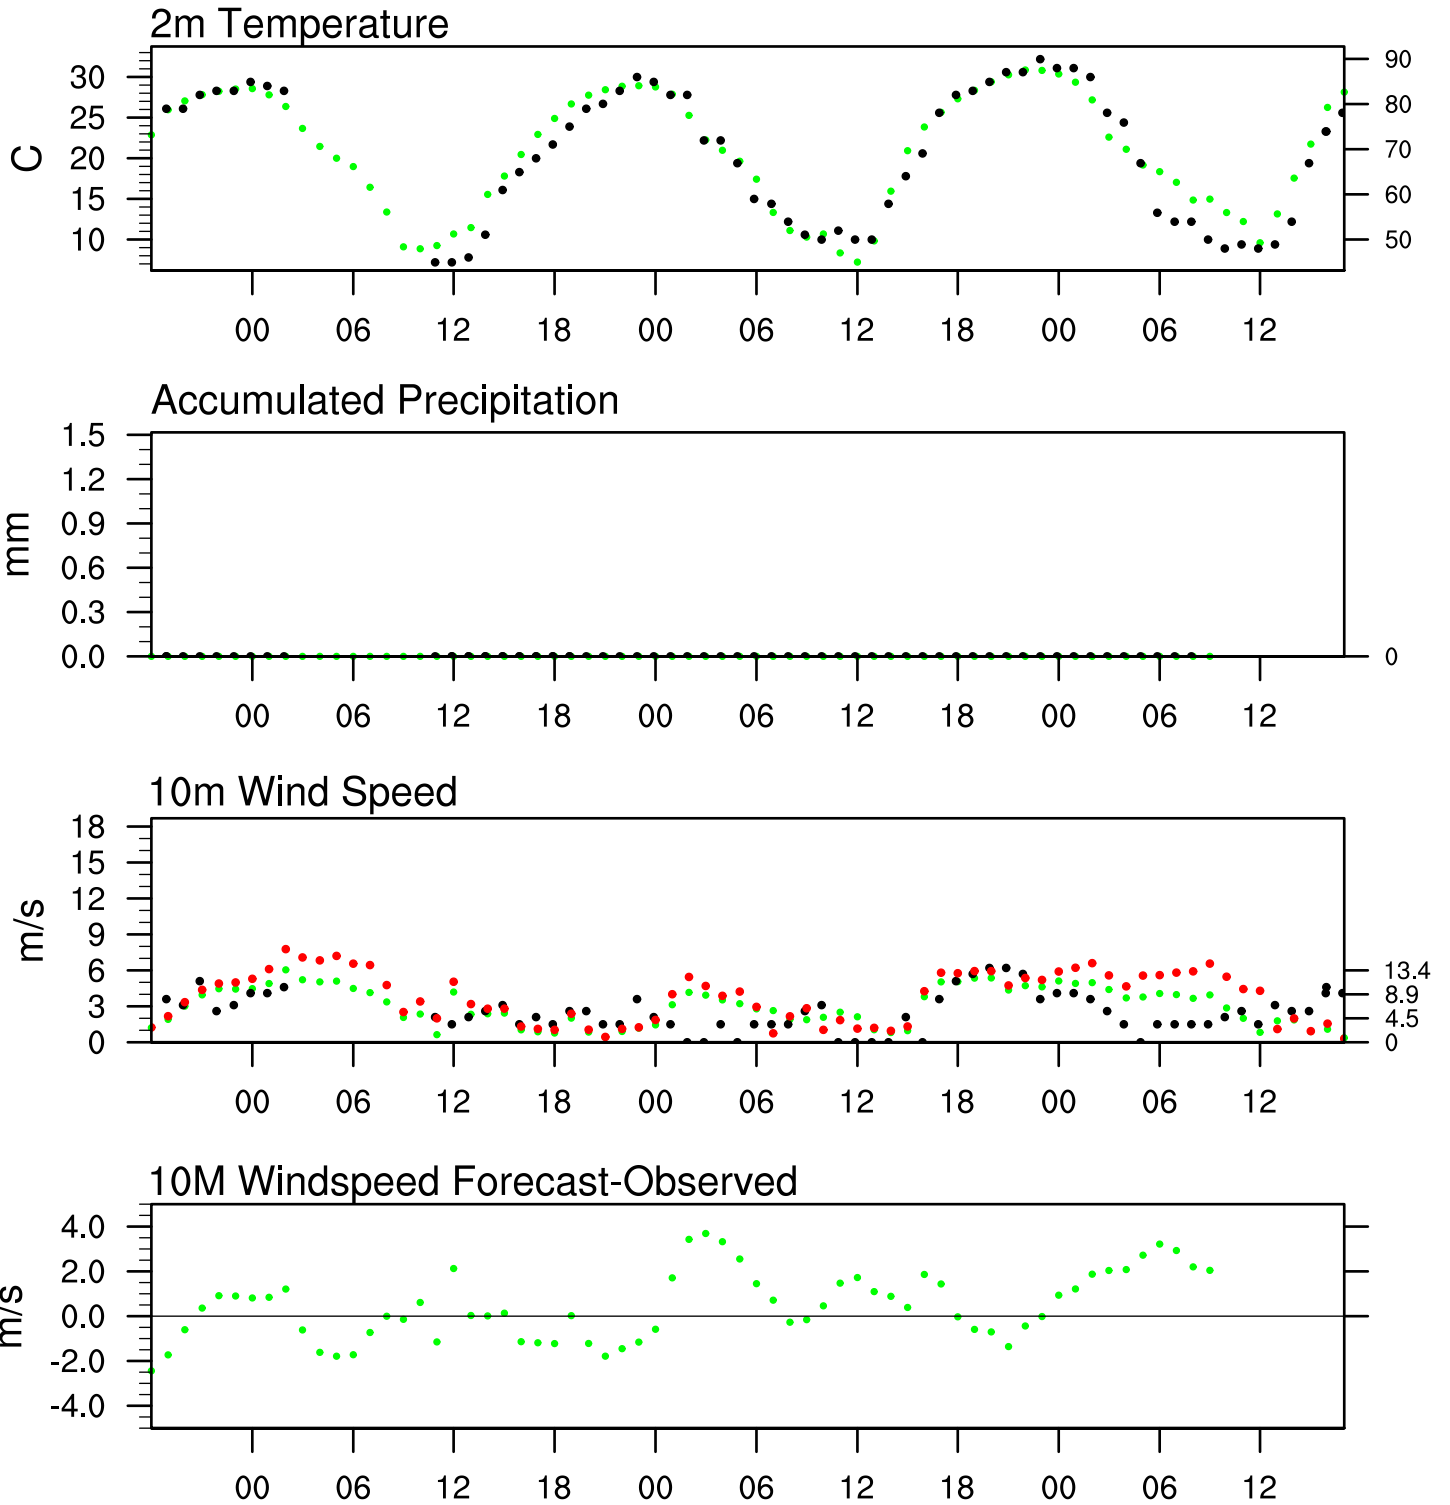 2m Temperature
C
30
25
20
15
10
90
80
70
60
50
00 06 12 18 00 06 12 18 00 06 12
Accumulated Precipitation
mm
1.5
1.2
0.9
0.6
0.3
0.0
0
00 06 12 18 00 06 12 18 00 06 12
10m Wind Speed
m/s
18
15
12
9
6
3
0
13.4
8.9
4.5
0
00 06 12 18 00 06 12 18 00 06 12
10M Windspeed Forecast-Observed
m/s
4.0
2.0
0.0
-2.0
-4.0
00 06 12 18 00 06 12 18 00 06 12